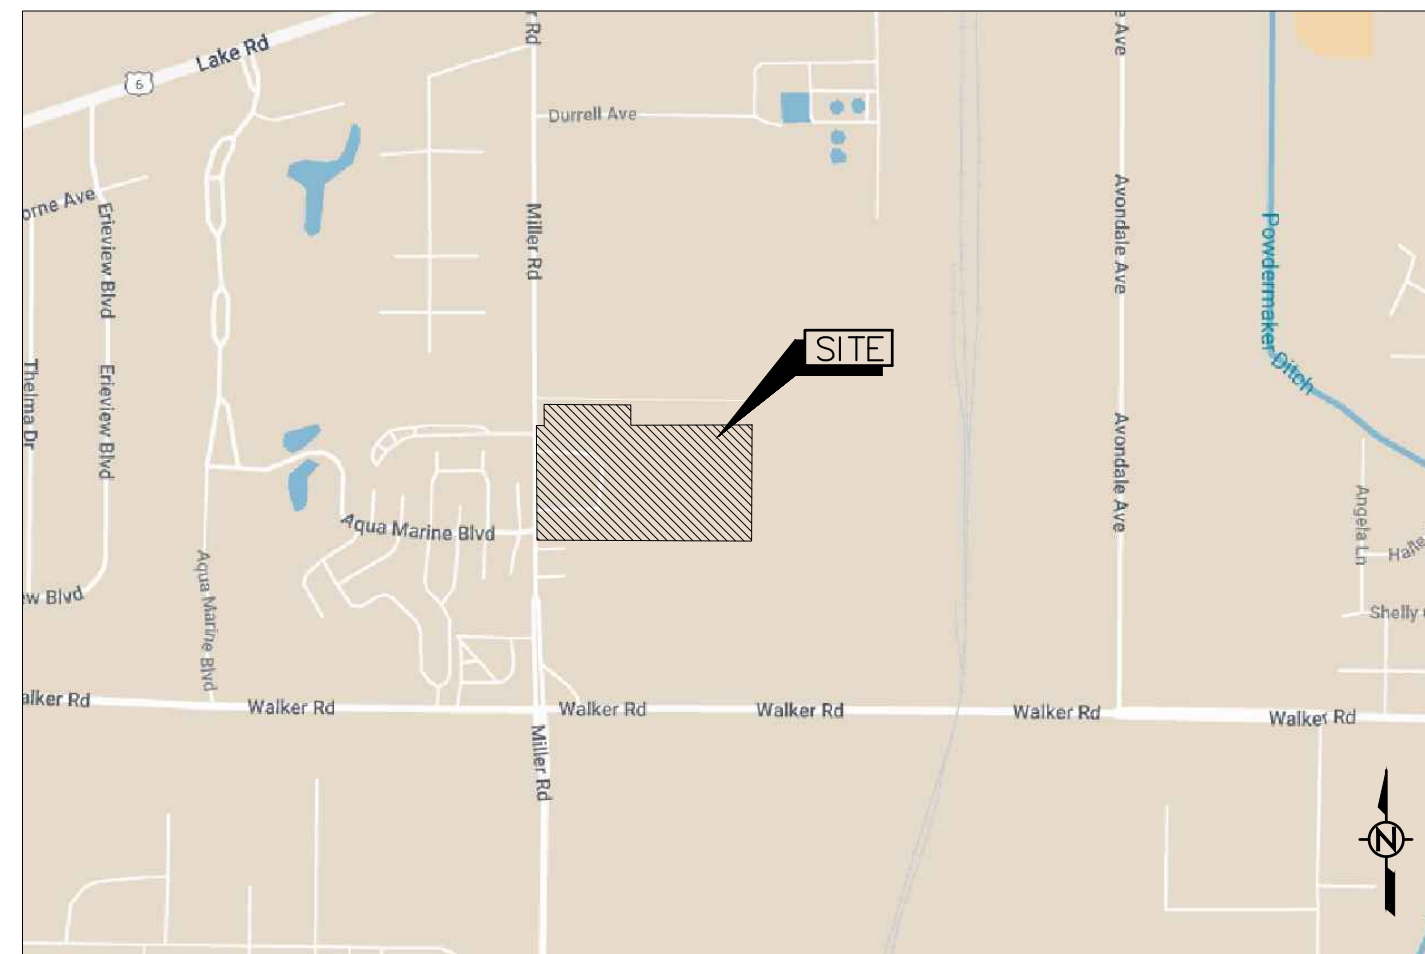 Rd
e Ave
Lake Rd
6
Durrell Ave
orne Ave
Erieview Blvd
Miller Rd
Avondale Ave
Powdermaker Ditch
SITE
Thelma Dr
Erieview Blvd
Avondale Ave
Aqua Marine Blvd
Angela Ln
Aqua Marine Blvd
ew Blvd
Shelly
alker Rd
Walker Rd
Walker Rd
Walker Rd
Walker Rd
Walker Rd
Miller Rd
N